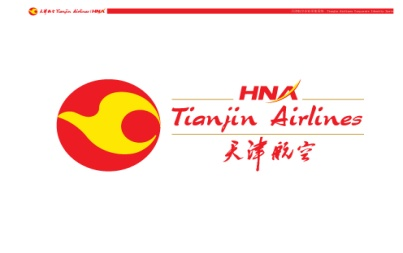 天津航空 Tianjin Airlines HNA
HNA
Tianjin Airlines
天津航空